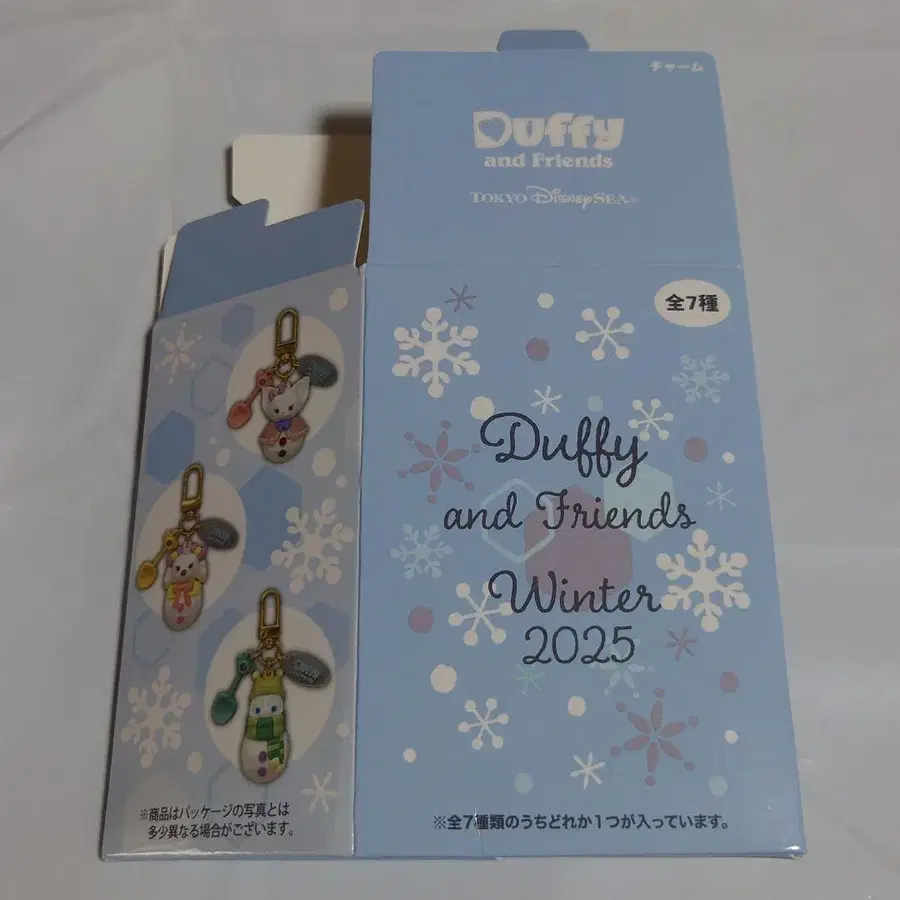 チャーム
Duffy
and Friends
TOKYO DISNEY SEA®
全7種
Duffy
and Friends
Winter
2025
※全7種類のうちどれか1つが入っています。
※商品はパッケージの写真とは
多少異なる場合がございます。